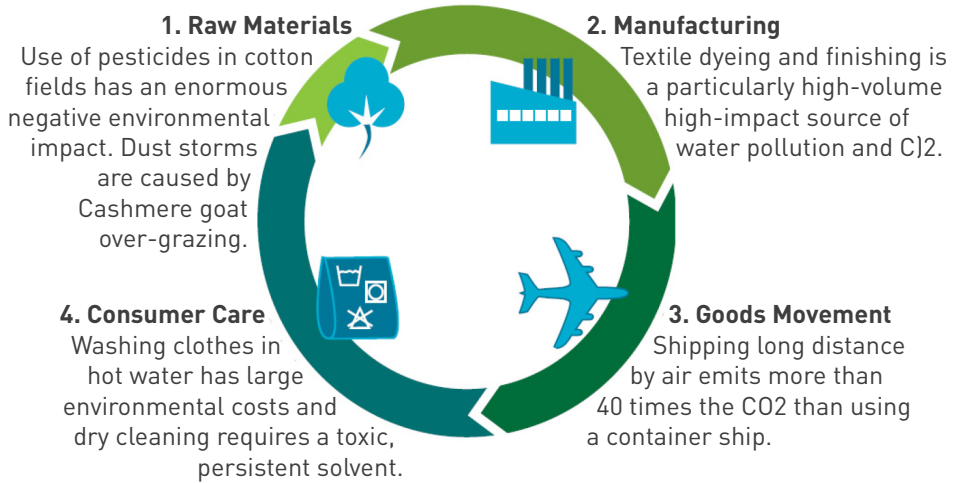 1. Raw Materials
Use of pesticides in cotton
fields has an enormous
negative environmental
impact. Dust storms
are caused by
Cashmere goat
over-grazing.
2. Manufacturing
Textile dyeing and finishing is
a particularly high-volume
high-impact source of
water pollution and C)2.
3. Goods Movement
Shipping long distance
by air emits more than
40 times the CO2 than using
a container ship.
4. Consumer Care
Washing clothes in
hot water has large
environmental costs and
dry cleaning requires a toxic,
persistent solvent.